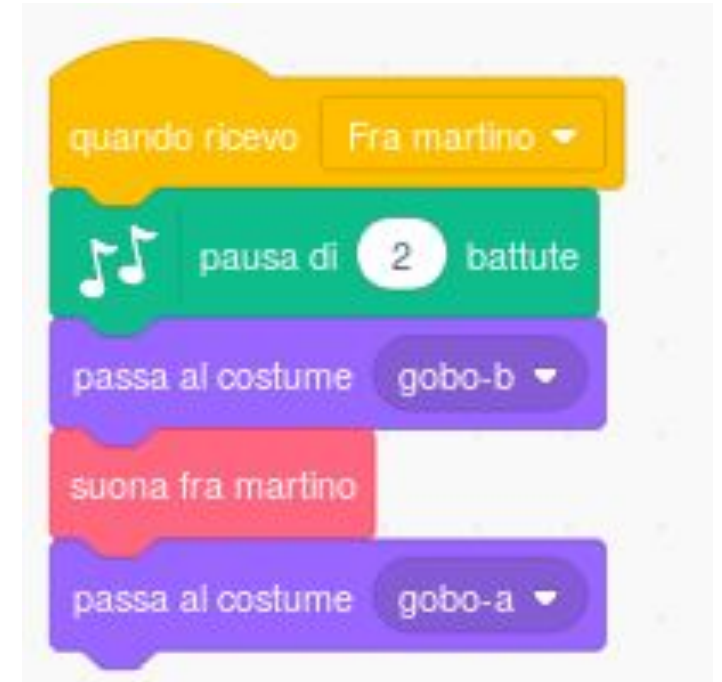 quando ricevo Fra martino
pausa di 2 battute
passa al costume gobo-b
suona fra martino
passa al costume gobo-a